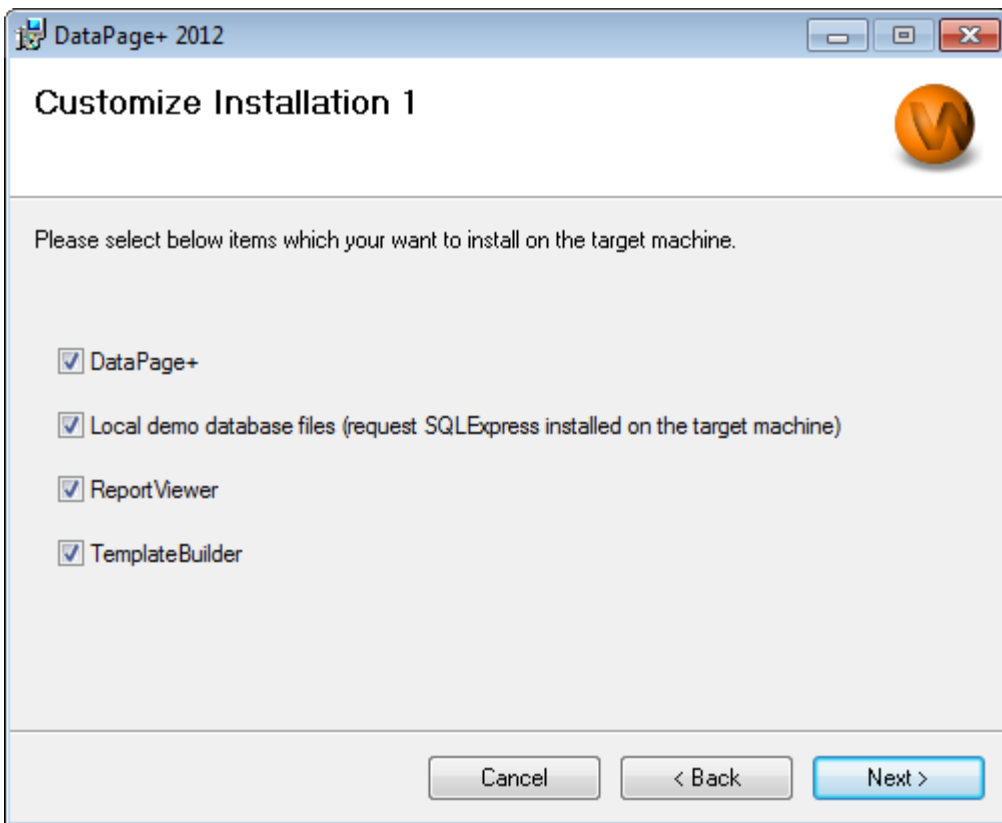 DataPage+ 2012
Customize Installation 1
W
Please select below items which your want to install on the target machine.
DataPage+
Local demo database files (request SQLExpress installed on the target machine)
ReportViewer
TemplateBuilder
Cancel
< Back
Next >